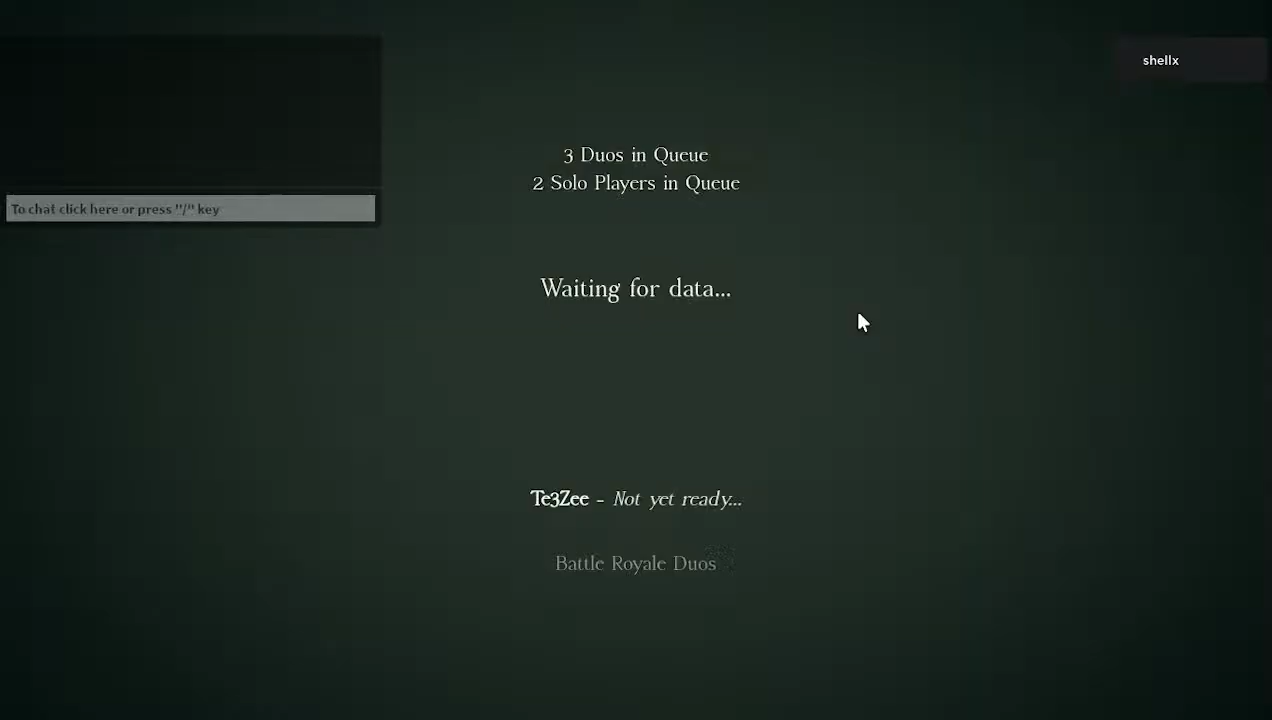 shellx
3 Duos in Queue
2 Solo Players in Queue
To chat click here or press "/" key
Waiting for data...
Te3Zee - Not yet ready...
Battle Royale Duos